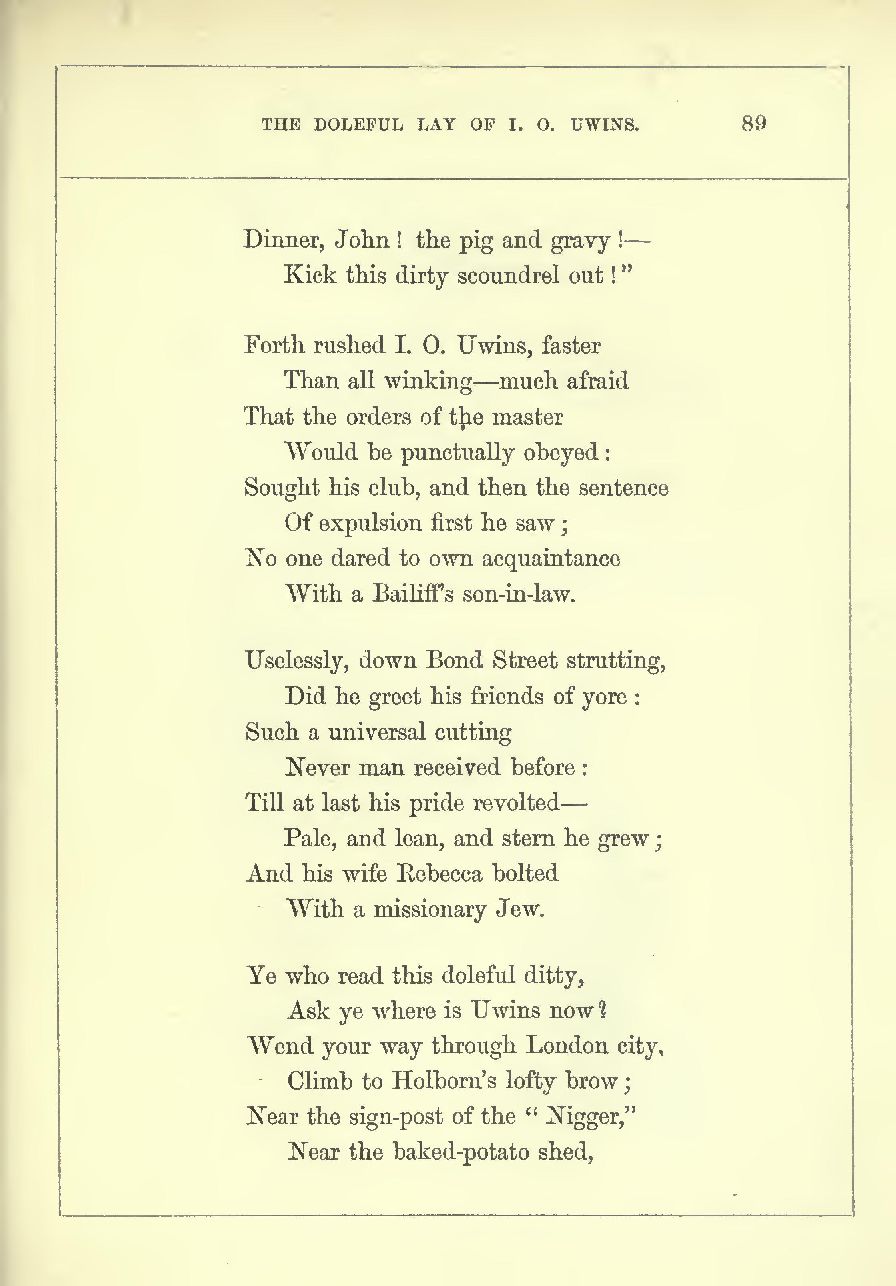 THE DOLEFUL LAY OF I. O. UWINS. 89
Dinner, John! the pig and gravy!—
Kick this dirty scoundrel out!”
Forth rushed I. O. Uwins, faster
Than all winking—much afraid
That the orders of the master
Would be punctually obeyed:
Sought his club, and then the sentence
Of expulsion first he saw;
No one dared to own acquaintance
With a Bailiff’s son-in-law.
Uselessly, down Bond Street strutting,
Did he greet his friends of yore:
Such a universal cutting
Never man received before:
Till at last his pride revolted—
Pale, and lean, and stern he grew;
And his wife Rebecca bolted
With a missionary Jew.
Ye who read this doleful ditty,
Ask ye where is Uwins now?
Wend your way through London city,
Climb to Holborn’s lofty brow;
Near the sign-post of the “Nigger,”
Near the baked-potato shed,